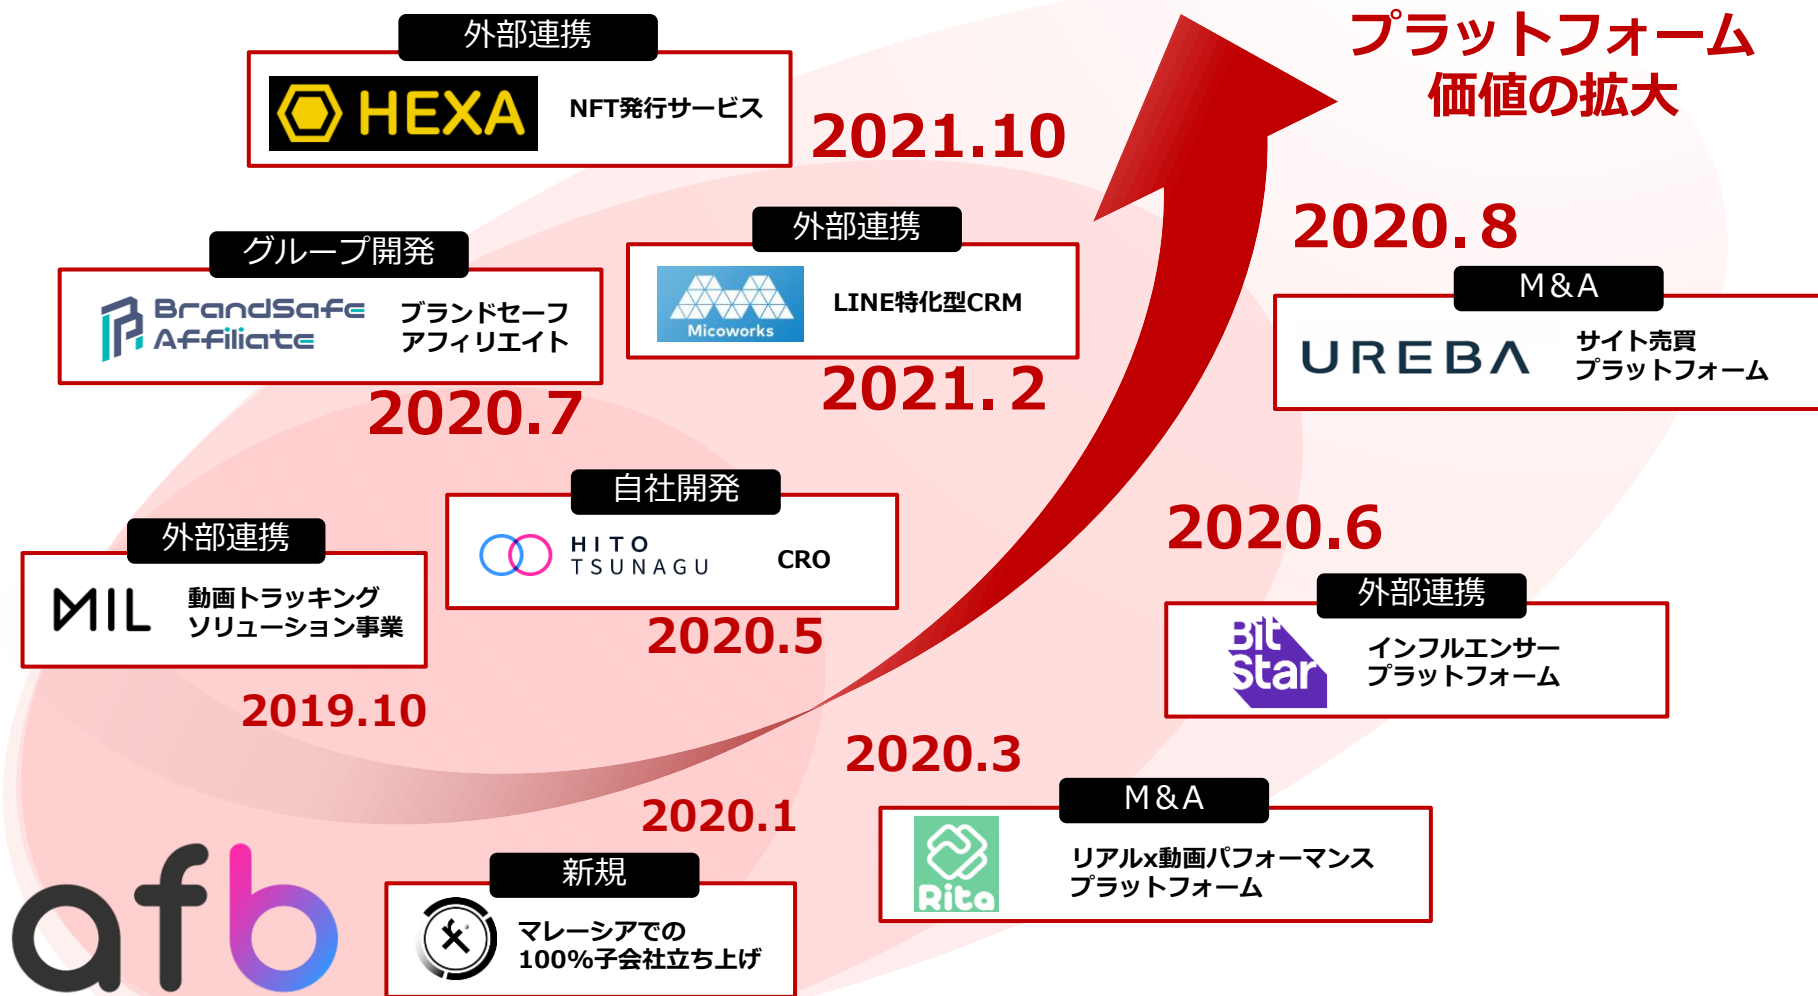 プラットフォーム
価値の拡大
外部連携
HEXA
NFT発行サービス
2021.10
グループ開発
BrandSafe
Affiliate
ブランドセーフ
アフィリエイト
2020.7
外部連携
Micoworks
LINE特化型CRM
2021.2
2020.8
M&A
UREBA
サイト売買
プラットフォーム
外部連携
MIL
動画トラッキング
ソリューション事業
2019.10
自社開発
HITO
TSUNAGU
CRO
2020.5
2020.6
外部連携
Bit
Star
インフルエンサー
プラットフォーム
2020.3
M&A
Rita
リアルx動画パフォーマンス
プラットフォーム
2020.1
新規
マレーシアでの
100%子会社立ち上げ
afb